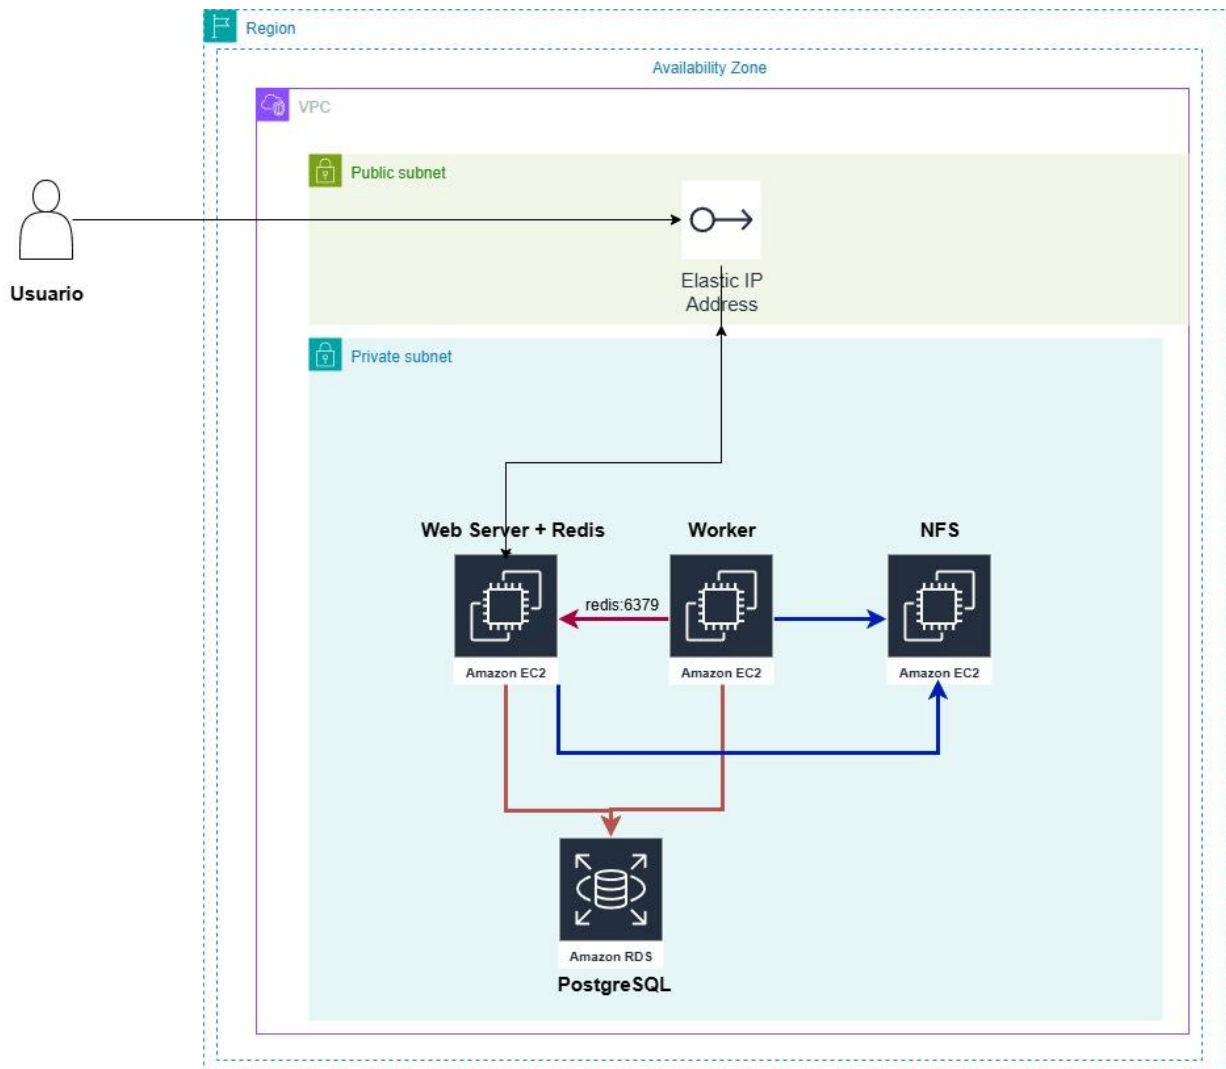 Region
Availability Zone
VPC
Public subnet
Elastic IP
Address
Usuario
Private subnet
Web Server + Redis
Worker
NFS
redis:6379
Amazon EC2
Amazon EC2
Amazon EC2
Amazon RDS
PostgreSQL